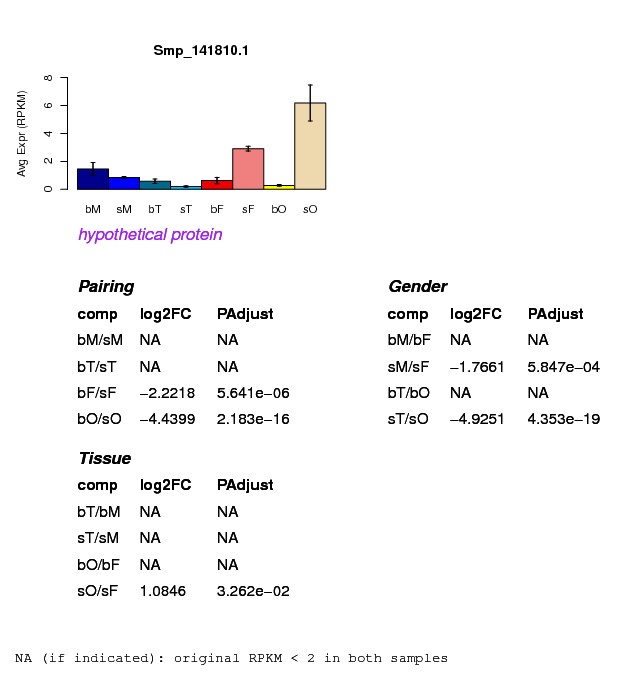 Smp_141810.1
Avg Expr (RPKM)
8
6
4
2
0
bM sM bT sT bF sF bO sO
hypothetical protein
Pairing
comp log2FC PAdjust
bM/sM NA NA
bT/sT NA NA
bF/sF −2.2218 5.641e−06
bO/sO −4.4399 2.183e−16
Gender
comp log2FC PAdjust
bM/bF NA NA
sM/sF −1.7661 5.847e−04
bT/bO NA NA
sT/sO −4.9251 4.353e−19
Tissue
comp log2FC PAdjust
bT/bM NA NA
sT/sM NA NA
bO/bF NA NA
sO/sF 1.0846 3.262e−02
NA (if indicated): original RPKM < 2 in both samples